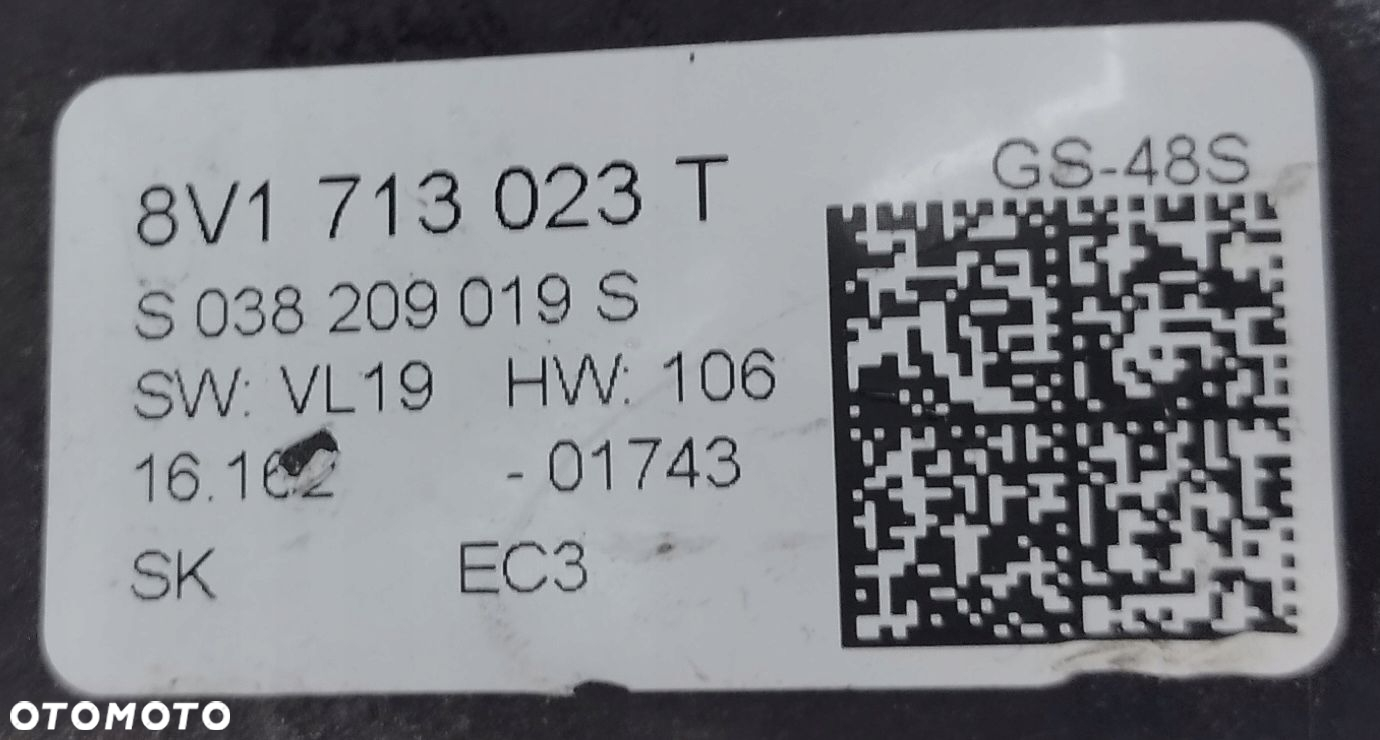 GS-48S
8V1 713 023 T
S 038 209 019 S
SW: VL19 HW: 106
- 01743
SK EC3
OTOMOTO